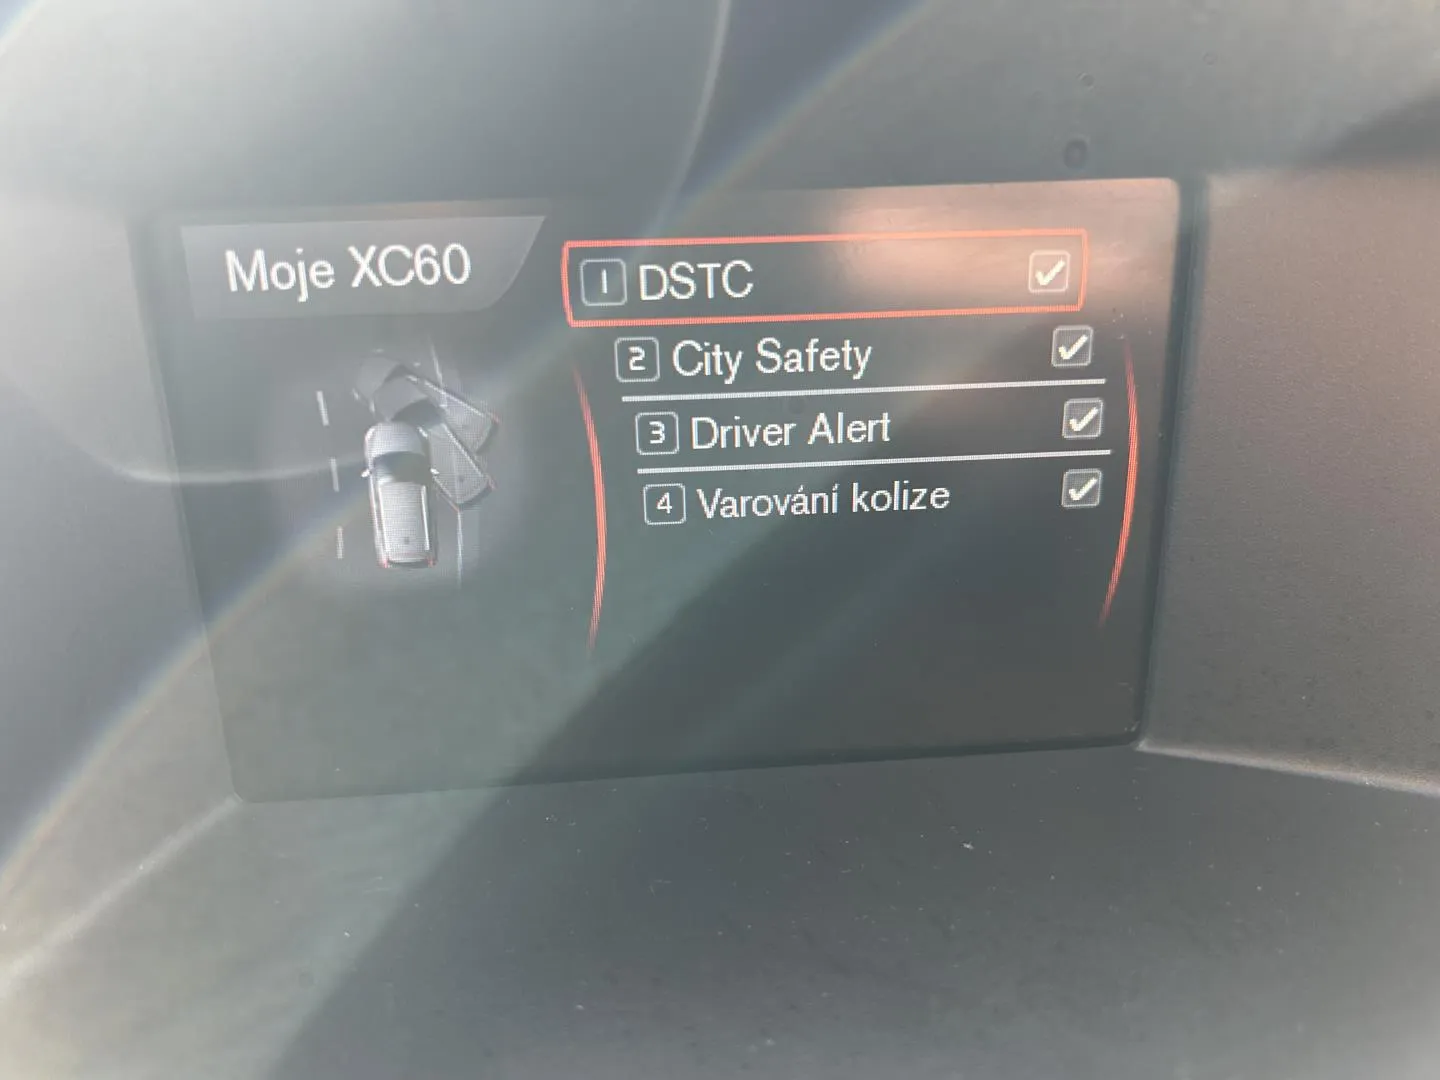 Moje XC60
1 DSTC
2 City Safety
3 Driver Alert
4 Varování kolize